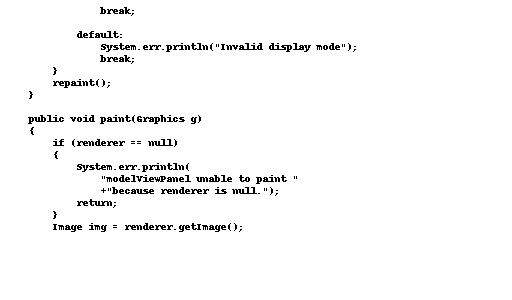 break;
default:
System.err.println("Invalid display mode");
break;
}
repaint();
}
public void paint(Graphics g)
{
if (renderer == null)
{
System.err.println(
"modelViewPanel unable to paint "
+"because renderer is null.");
return;
}
Image img = renderer.getImage();